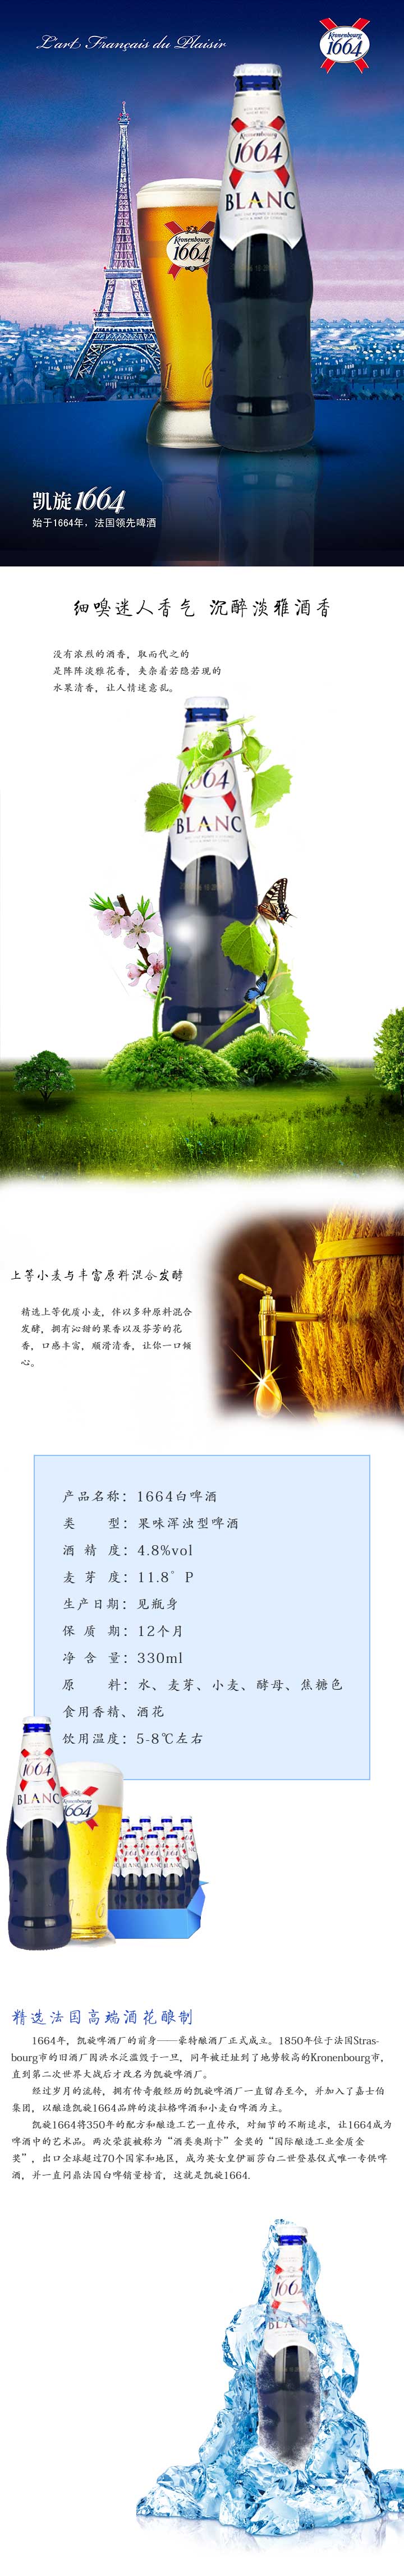 L'art Français du Plaisir
Kronenbourg
1664
Kronenbourg
1664
BLANC
Kronenbourg
1664
凯旋1664
始于1664年，法国领先啤酒
细嗅迷人香气 沉醉淡雅酒香
没有浓烈的酒香，取而代之的
是阵阵淡雅花香，夹杂着若隐若现的
水果清香，让人情迷意乱。
1664
BLANC
上等小麦与丰富原料混合发酵
精选上等优质小麦，伴以多种原料混合
发酵，拥有沁甜的果香以及芬芳的花
香，口感丰富，顺滑清香，让你一口倾
心。
产品名称：1664白啤酒
类 型：果味浑浊型啤酒
酒 精 度：4.8%vol
麦 芽 度：11.8°P
生产日期：见瓶身
保 质 期：12个月
净 含 量：330ml
原 料：水、麦芽、小麦、酵母、焦糖色
食用香精、酒花
饮用温度：5-8℃左右
1664
BLANC
Kronenbourg
1664
精选法国高端酒花酿制
1664年，凯旋啤酒厂的前身——豪特酿酒厂正式成立。1850年位于法国Stras-
bourg市的旧酒厂因洪水泛滥毁于一旦，同年被迁址到了地势较高的Kronenbourg市，
直到第二次世界大战后才改名为凯旋啤酒厂。
经过岁月的流转，拥有传奇般经历的凯旋啤酒厂一直留存至今，并加入了嘉士伯
集团，以酿造凯旋1664品牌的淡拉格啤酒和小麦白啤酒为主。
凯旋1664将350年的配方和酿造工艺一直传承，对细节的不断追求，让1664成为
啤酒中的艺术品。两次荣获被称为“酒类奥斯卡”金奖的“国际酿造工业金质金
奖”，出口全球超过70个国家和地区，成为英女皇伊丽莎白二世登基仪式唯一专供啤
酒，并一直问鼎法国白啤销量榜首，这就是凯旋1664.
1664
BLANC